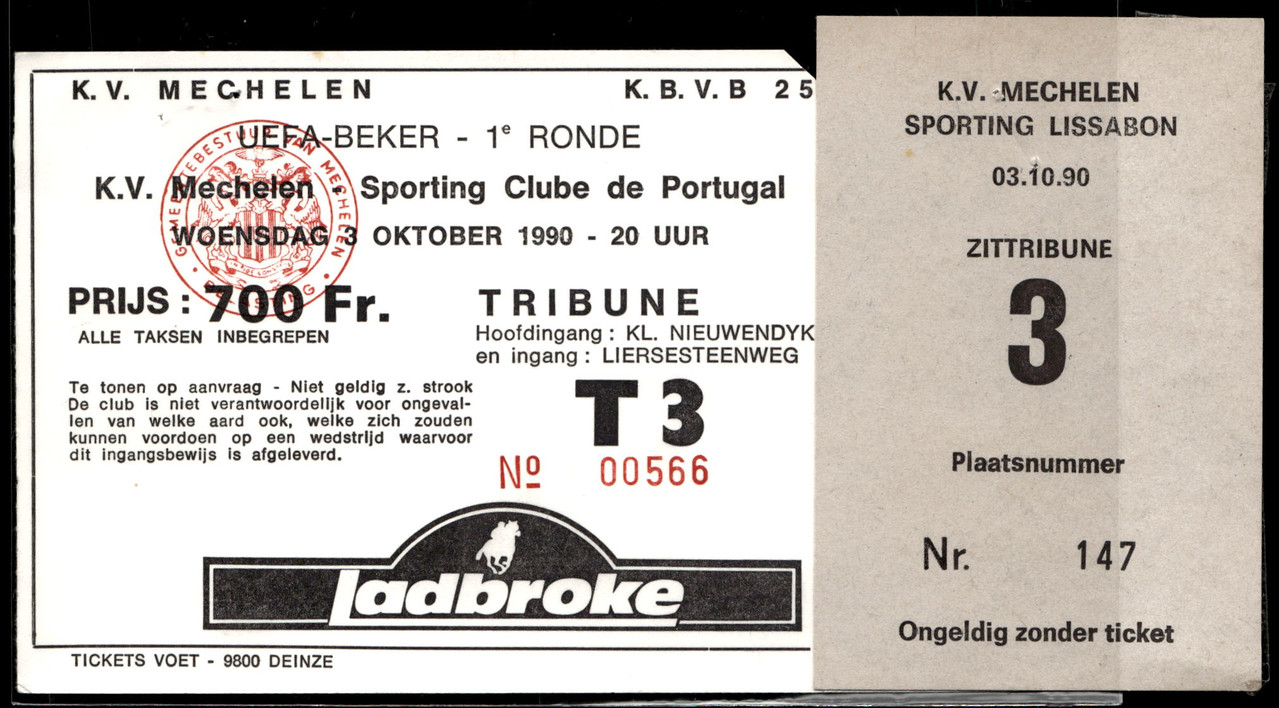 K.V. MECHELEN
K.B.V.B 25
UEFA-BEKER - 1e RONDE
K.V. Mechelen - Sporting Clube de Portugal
WOENSDAG 3 OKTOBER 1990 - 20 UUR
GEMEENTEBESTUUR VAN MECHELEN
PRIJS : 700 Fr.
ALLE TAKSEN INBEGREPEN
TRIBUNE
Hoofdingang : KL. NIEUWENDYK
en ingang : LIERSESTEENWEG
Te tonen op aanvraag - Niet geldig z. strook
De club is niet verantwoordelijk voor ongeval-
len van welke aard ook, welke zich zouden
kunnen voordoen op een wedstrijd waarvoor
dit ingangsbewijs is afgeleverd.
T 3
Nº 00566
Ladbroke
TICKETS VOET - 9800 DEINZE
K.V. MECHELEN
SPORTING LISSABON
03.10.90
ZITTRIBUNE
3
Plaatsnummer
Nr. 147
Ongeldig zonder ticket